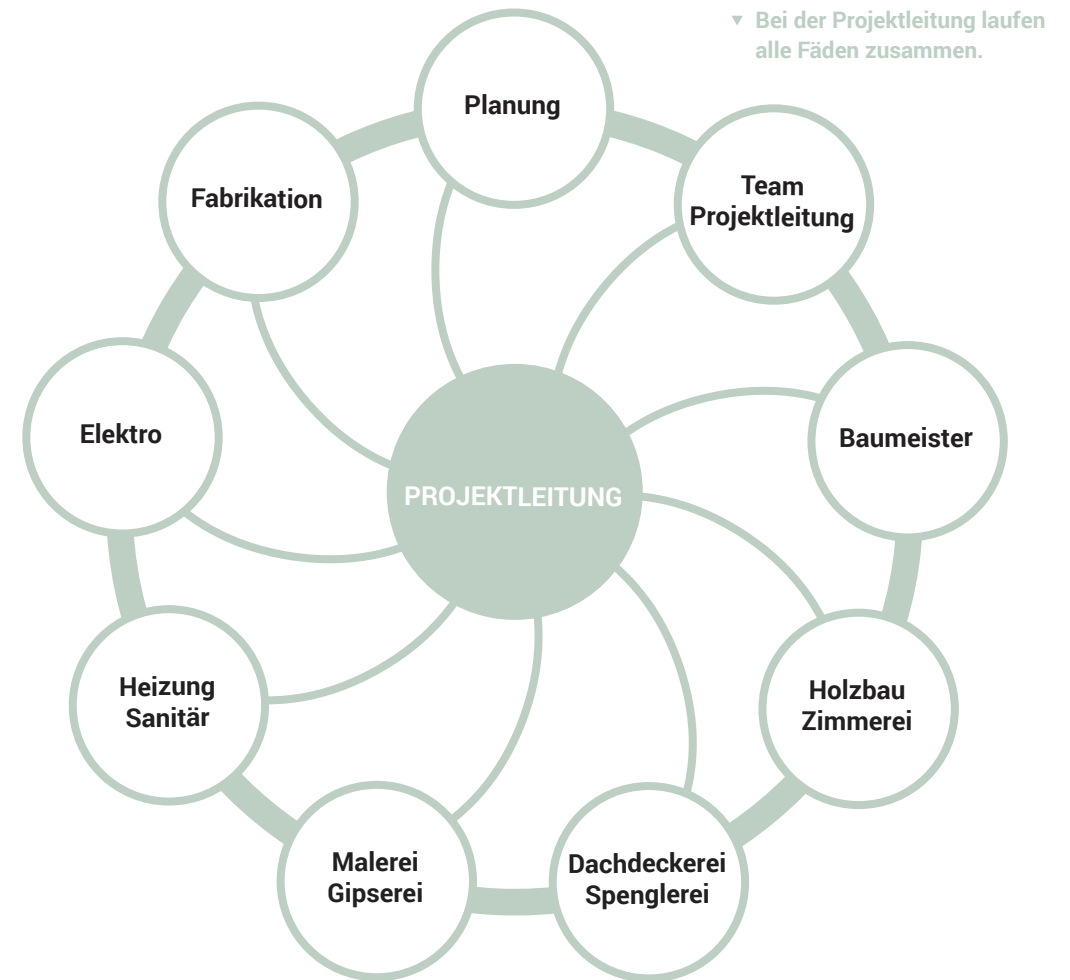 ▼ Bei der Projektleitung laufen
alle Fäden zusammen.
Planung
Team
Projektleitung
Fabrikation
Elektro
Baumeister
PROJEKTLEITUNG
Heizung
Sanitär
Holzbau
Zimmerei
Malerei
Gipserei
Dachdeckerei
Spenglerei